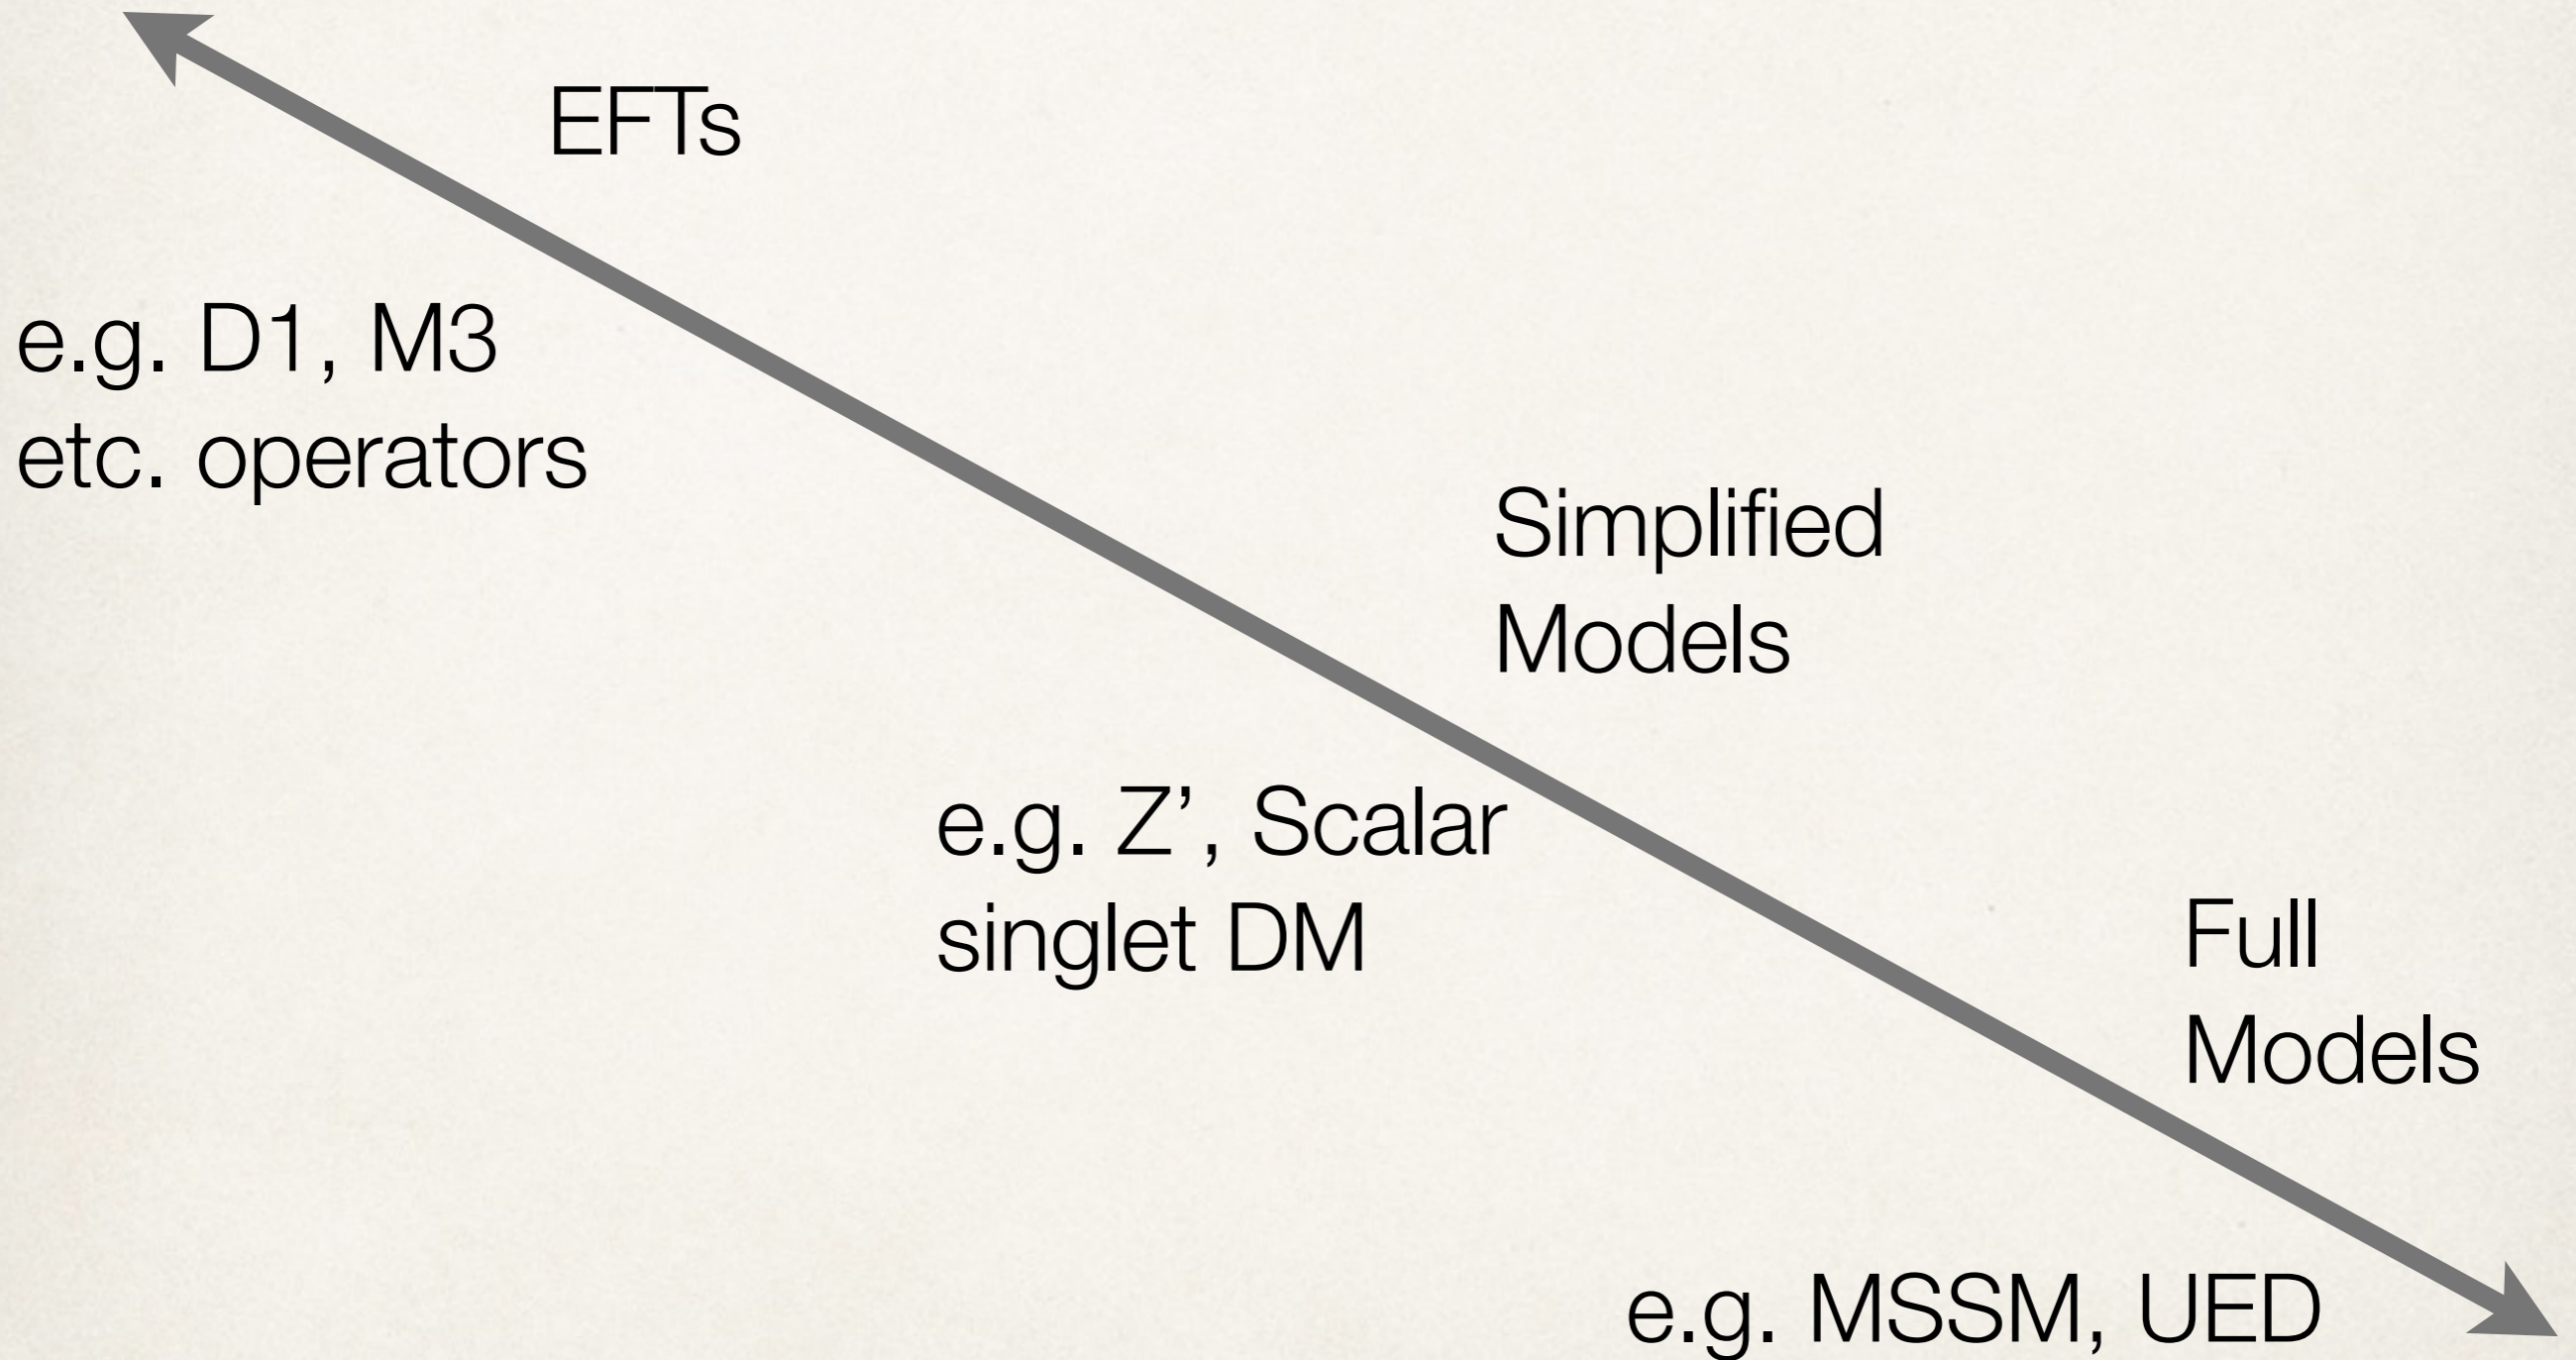 EFTs
e.g. D1, M3
etc. operators
Simplified
Models
e.g. Z’, Scalar
singlet DM
Full
Models
e.g. MSSM, UED